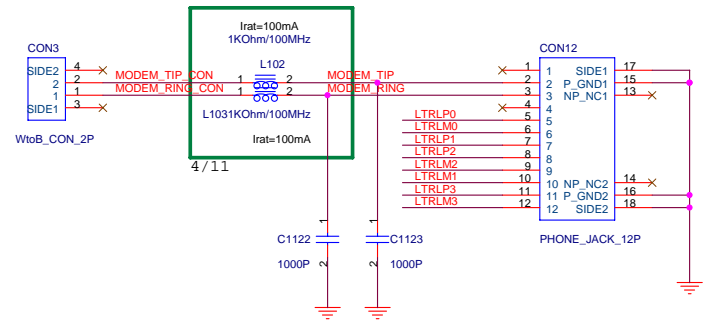 Irat=100mA
1KOhm/100MHz
CON3
L102
CON12
SIDE2 4
MODEM_TIP_CON 1 2 MODEM_TIP
1 1 SIDE1 17
2 2
MODEM_RING_CON 1 2 MODEM_RING
2 2 P_GND1 15
1 1
3 3 NP_NC1 13
SIDE1 3
4 4
L1031KOhm/100MHz
LTRLP0 5 5
WtoB_CON_2P
LTRLM0 6 6
Irat=100mA
LTRLP1 7 7
LTRLP2 8 8
4/11
LTRLM2 9 9
LTRLM1 10 10 NP_NC2 14
LTRLP3 11 11 P_GND2 16
LTRLM3 12 12 SIDE2 18
1 1
C1122 C1123
PHONE_JACK_12P
1000P 1000P
2 2